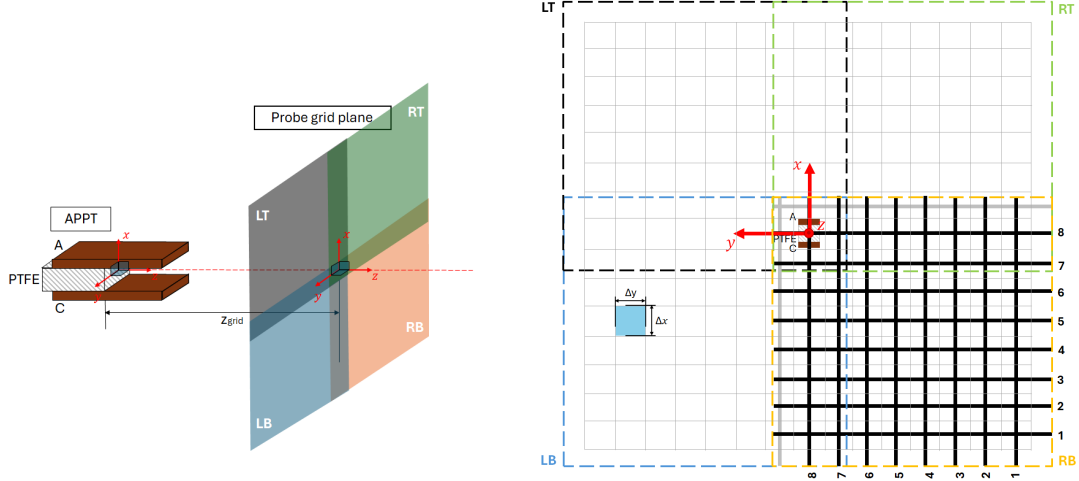 Probe grid plane
RT
LT
APPT
A
x
x
PTFE
z
y
y
C
zgrid
RB
LB
LT
RT
x
A
z
8
y
PTFE
C
7
6
Δy
Δx
5
4
3
2
1
LB
RB
8
7
6
5
4
3
2
1